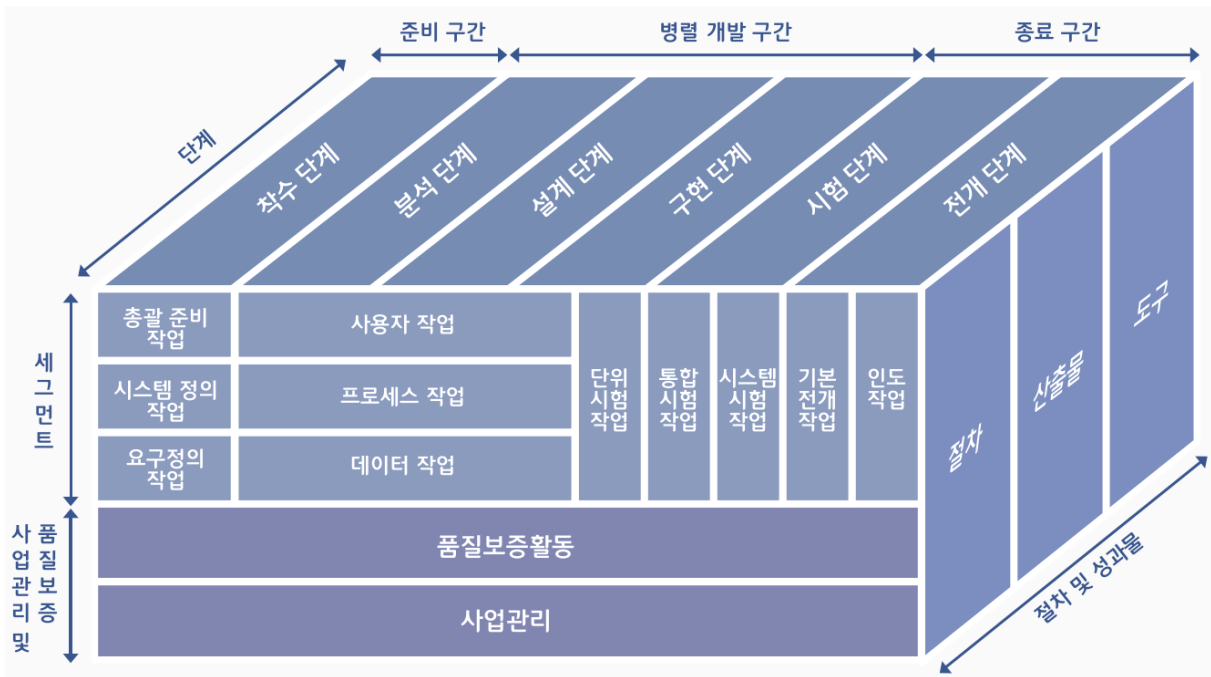 준비 구간
병렬 개발 구간
종료 구간
단계
착수 단계
분석 단계
설계 단계
구현 단계
시험 단계
전개 단계
세그먼트
총괄 준비
작업
시스템 정의
작업
요구정의
작업
사용자 작업
프로세스 작업
데이터 작업
단위
시험
작업
통합
시험
작업
시스템
시험
작업
기본
전개
작업
인도
작업
절차
산출물
도구
사업관리 및
품질보증
품질보증활동
사업관리
절차 및 성과물